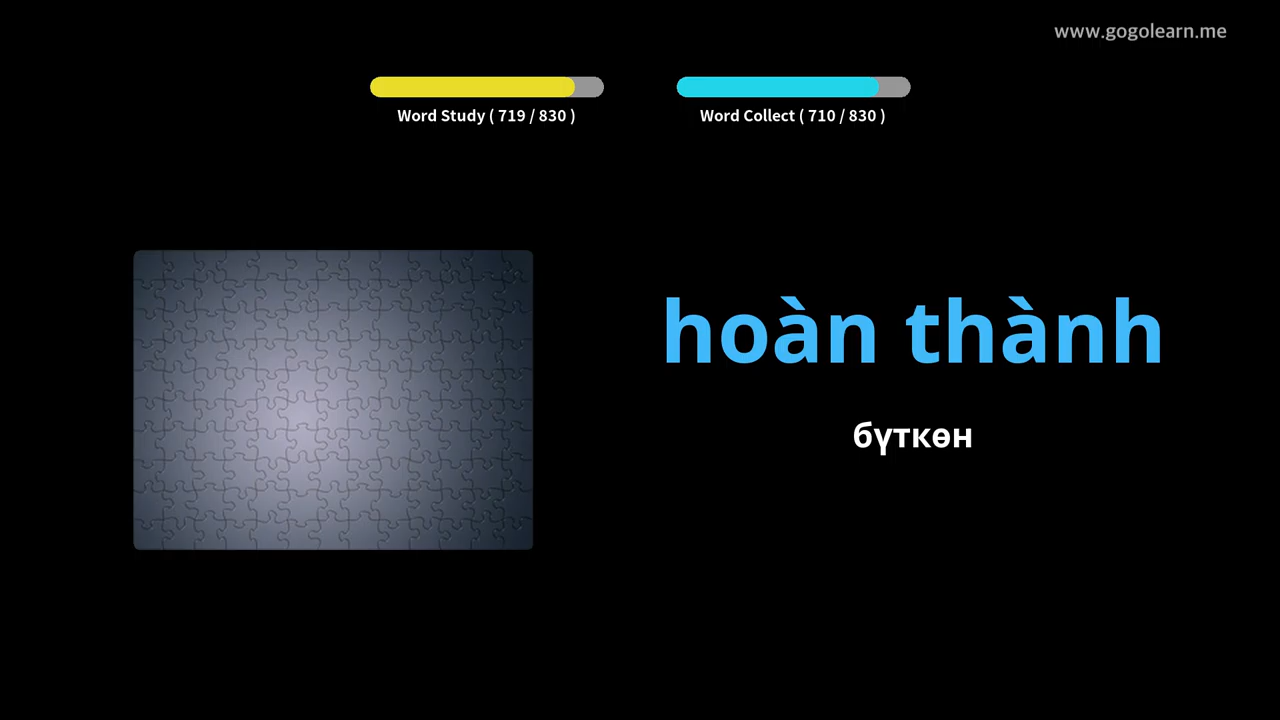 www.gogolearn.me
Word Study ( 719 / 830 )
Word Collect ( 710 / 830 )
hoàn thành
бүткөн